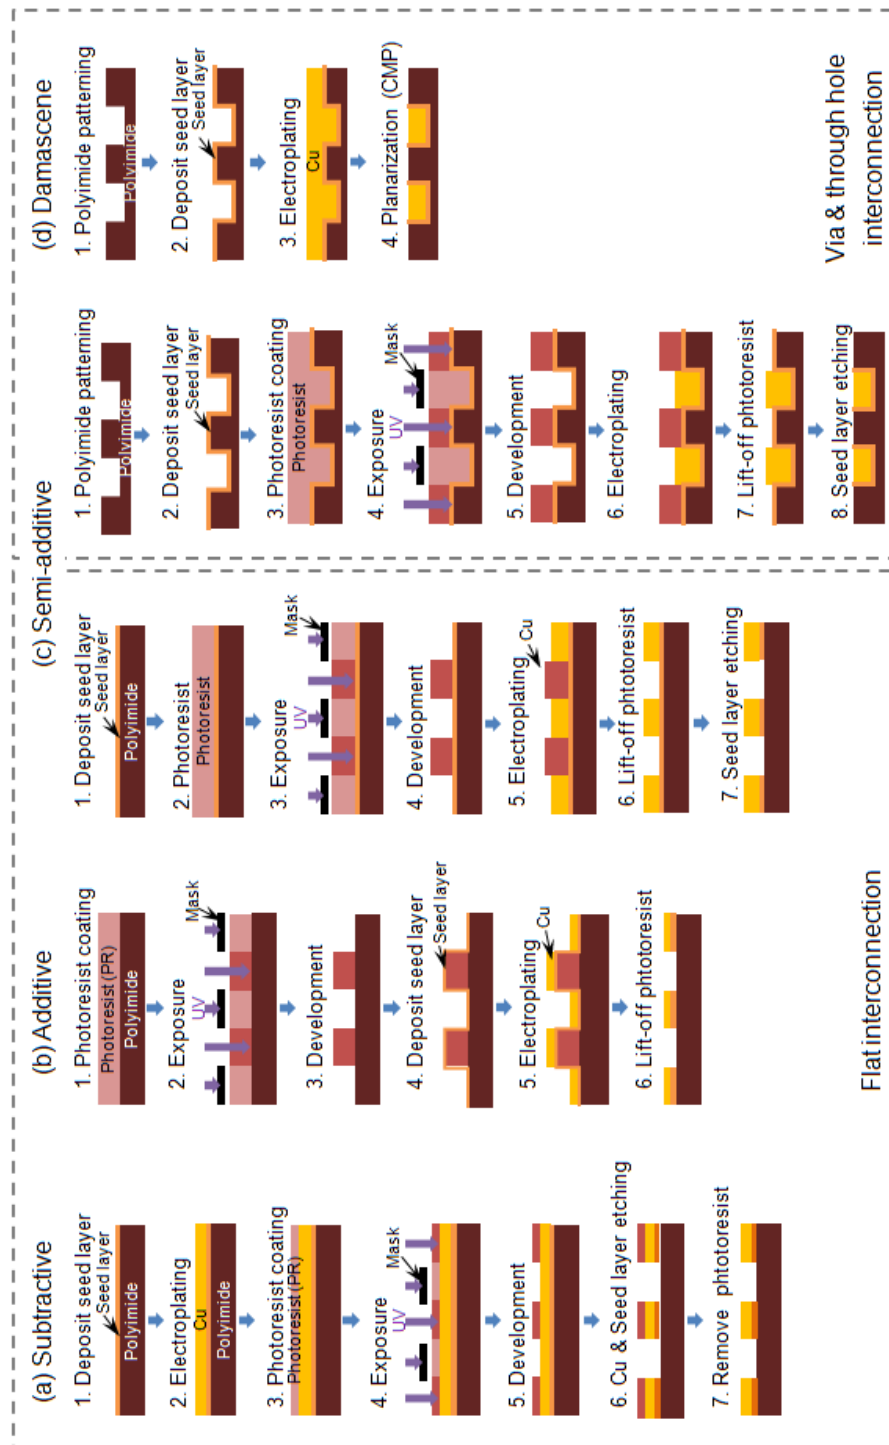 (a) Subtractive
1. Deposit seed layer
Seed layer
Polyimide
2. Electroplating
Cu
Polyimide
3. Photoresist coating
Photoresist (PR)
4. Exposure
UV
Mask
5. Development
6. Cu & Seed layer etching
7. Remove phtotoresist
(b) Additive
1. Photoresist coating
Photoresist (PR)
Polyimide
2. Exposure
UV
Mask
3. Development
4. Deposit seed layer
Seed layer
5. Electroplating
Cu
6. Lift-off phtotoresist
(c) Semi-additive
1. Deposit seed layer
Seed layer
Polyimide
2. Photoresist
Photoresist
3. Exposure
UV
Mask
4. Development
5. Electroplating
Cu
6. Lift-off phtotoresist
7. Seed layer etching
1. Polyimide patterning
Polyimide
2. Deposit seed layer
Seed layer
3. Photoresist coating
Photoresist
4. Exposure
UV
Mask
5. Development
6. Electroplating
7. Lift-off phtotoresist
8. Seed layer etching
(d) Damascene
1. Polyimide patterning
Polyimide
2. Deposit seed layer
Seed layer
3. Electroplating
Cu
4. Planarization (CMP)
Flat interconnection
Via & through hole
interconnection